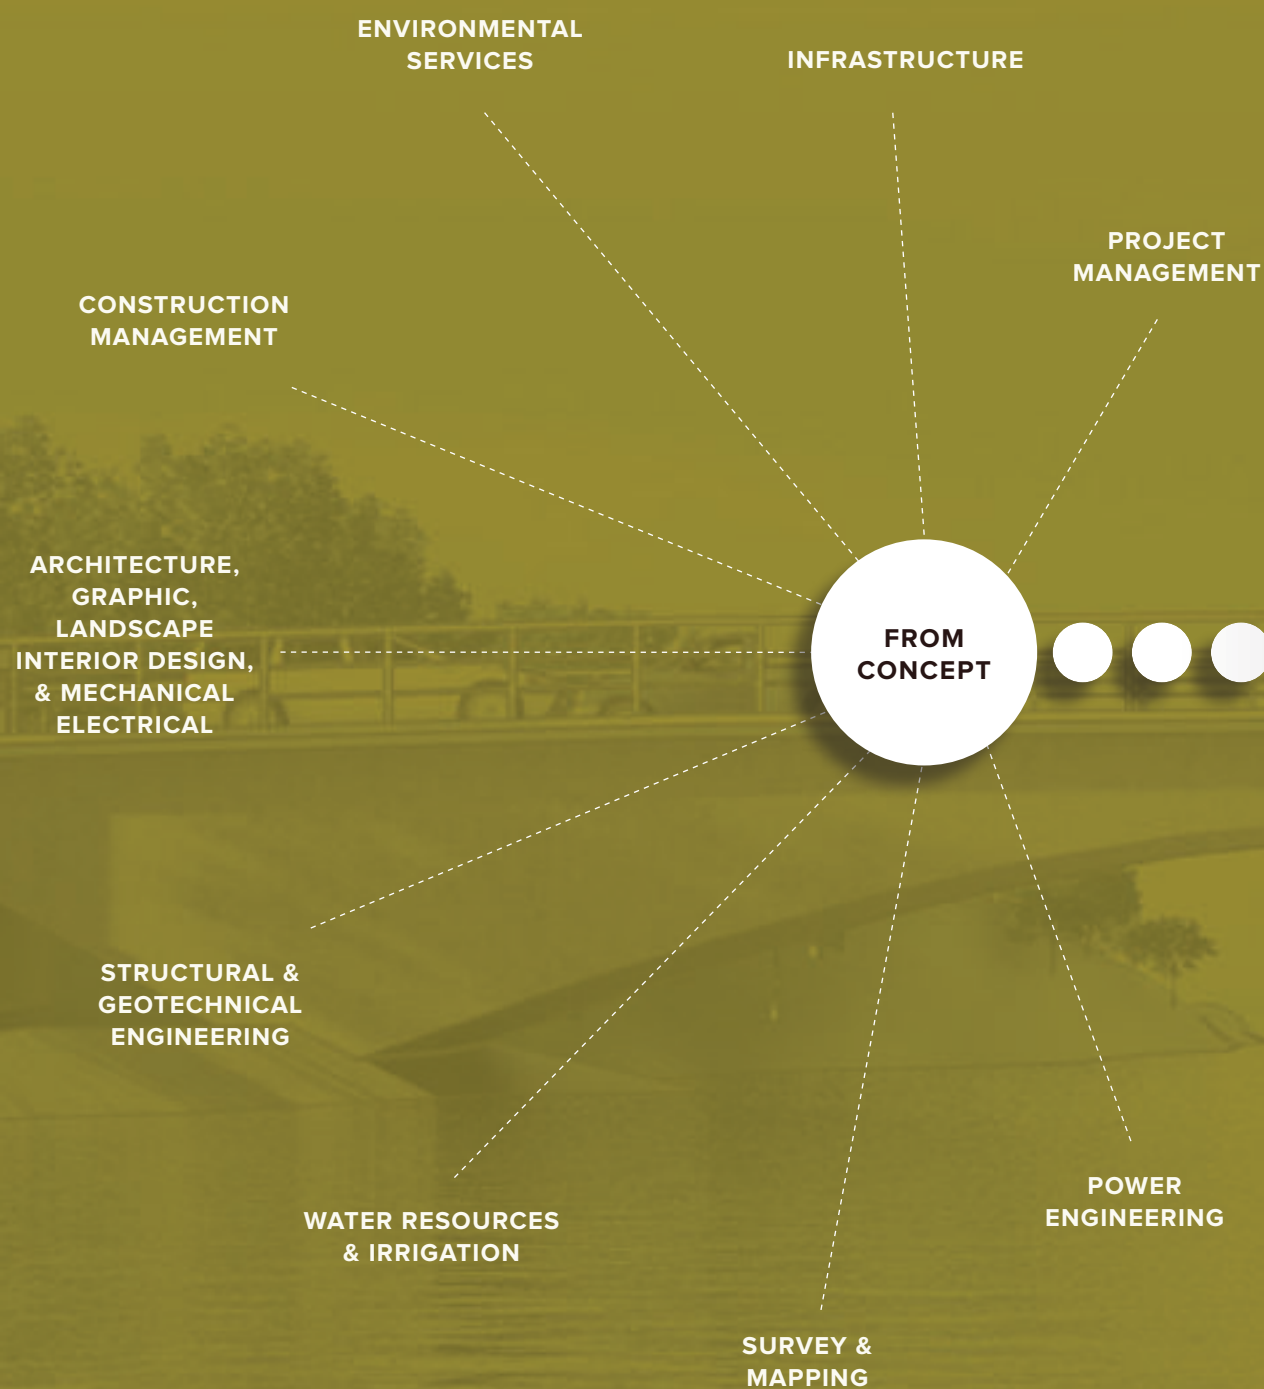 ENVIRONMENTAL
SERVICES
INFRASTRUCTURE
PROJECT
MANAGEMENT
CONSTRUCTION
MANAGEMENT
ARCHITECTURE,
GRAPHIC,
LANDSCAPE
INTERIOR DESIGN,
& MECHANICAL
ELECTRICAL
FROM
CONCEPT
STRUCTURAL &
GEOTECHNICAL
ENGINEERING
WATER RESOURCES
& IRRIGATION
POWER
ENGINEERING
SURVEY &
MAPPING